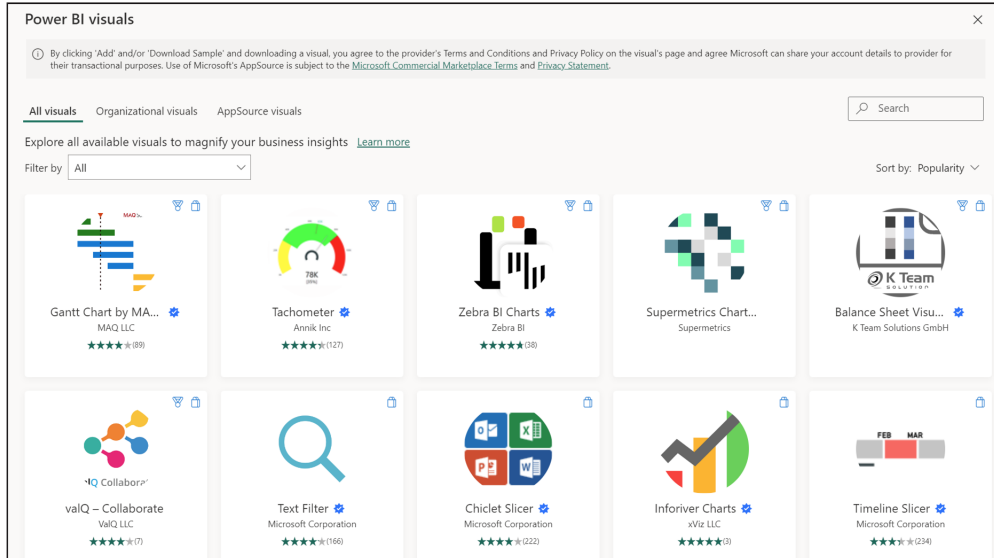 Power BI visuals
By clicking 'Add' and/or 'Download Sample' and downloading a visual, you agree to the provider's Terms and Conditions and Privacy Policy on the visual's page and agree Microsoft can share your account details to provider for
their transactional purposes. Use of Microsoft's AppSource is subject to the Microsoft Commercial Marketplace Terms and Privacy Statement.
All visuals Organizational visuals AppSource visuals
Search
Explore all available visuals to magnify your business insights Learn more
Filter by All
Sort by: Popularity
MAQ
Gantt Chart by MA...
MAQ LLC
(89)
78K
(39%)
Tachometer
Annik Inc
(127)
Zebra BI Charts
Zebra BI
(38)
Supermetrics Chart...
Supermetrics
K Team
SOLUTION
Balance Sheet Visu...
K Team Solutions GmbH
IQ Collabora
valQ – Collaborate
ValQ LLC
(7)
Text Filter
Microsoft Corporation
(166)
Chiclet Slicer
Microsoft Corporation
(222)
Inforiver Charts
xViz LLC
(3)
FEB MAR
Timeline Slicer
Microsoft Corporation
(234)